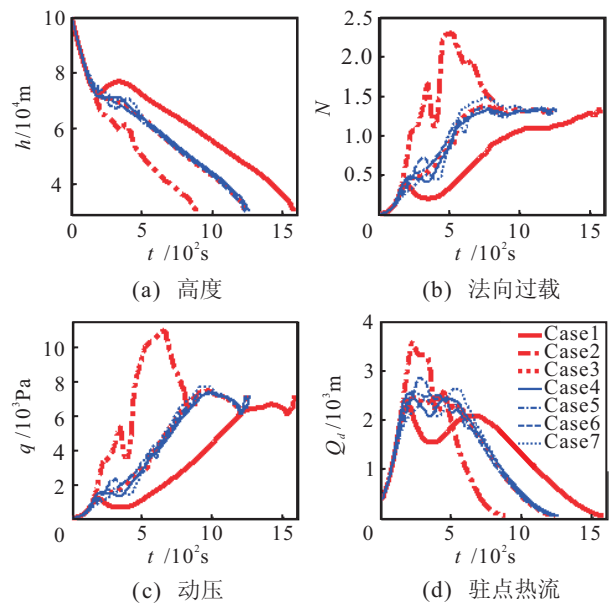 10
8
6
4
h/10⁴m
0
5
10
15
t /10²s
(a) 高度
2.5
2.0
1.5
1.0
0.5
N
0
5
10
15
t /10²s
(b) 法向过载
10
8
6
4
2
q/10³Pa
0
5
10
15
t /10²s
(c) 动压
4
3
2
1
Q_d/10³m
0
5
10
15
t /10²s
Case1
Case2
Case3
Case4
Case5
Case6
Case7
(d) 驻点热流